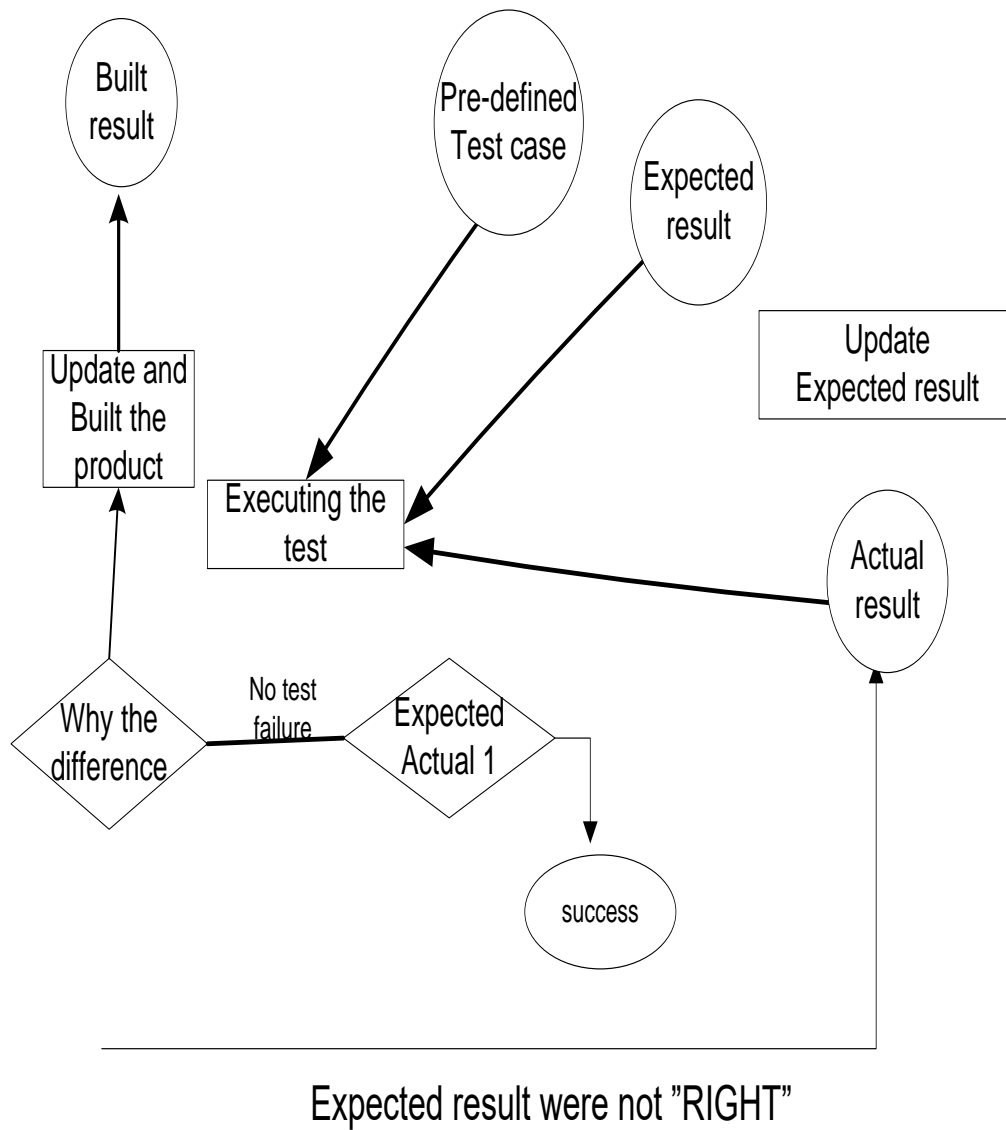 Built
result
Pre-defined
Test case
Expected
result
Update
Expected result
Update and
Built the
product
Executing the
test
Actual
result
Why the
difference
No test
failure
Expected
Actual 1
success
Expected result were not ”RIGHT”